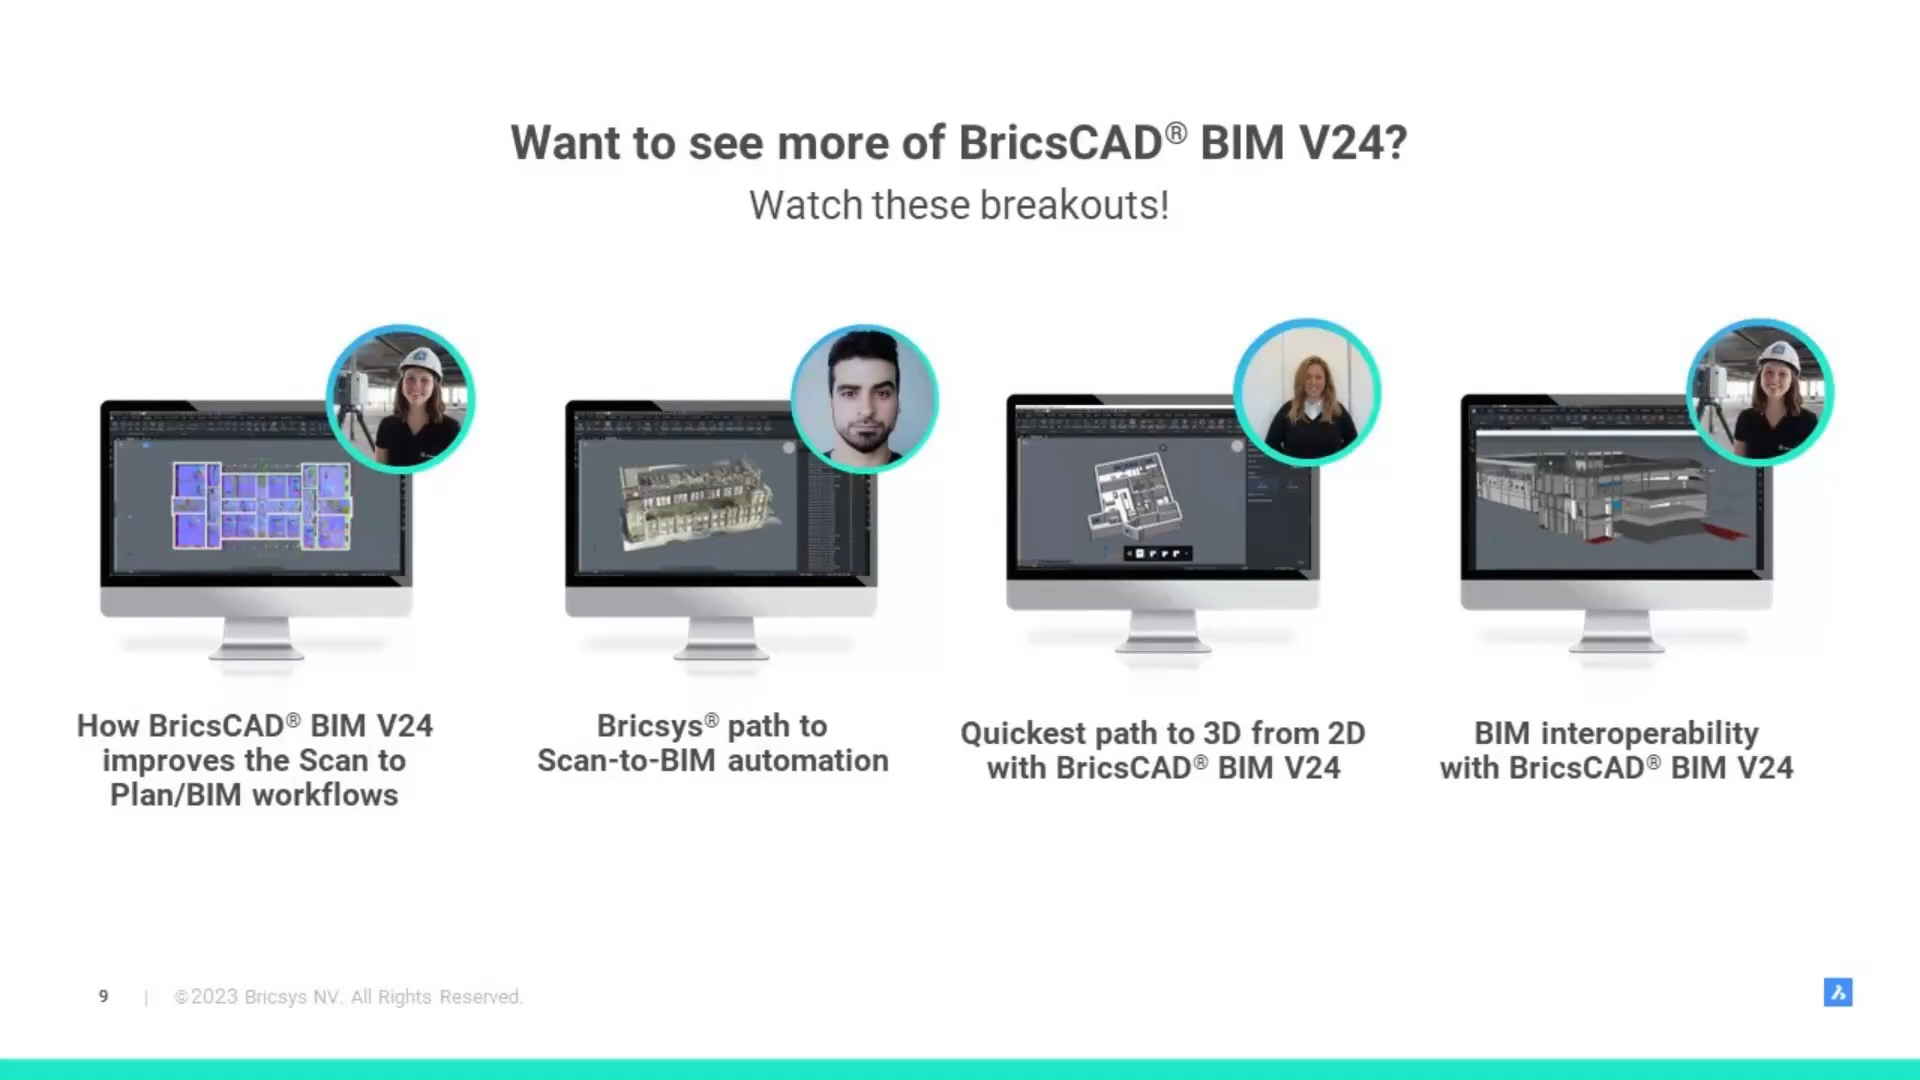 Want to see more of BricsCAD® BIM V24?
Watch these breakouts!
How BricsCAD® BIM V24
improves the Scan to
Plan/BIM workflows
Bricsys® path to
Scan-to-BIM automation
Quickest path to 3D from 2D
with BricsCAD® BIM V24
BIM interoperability
with BricsCAD® BIM V24
9 | ©2023 Bricsys NV. All Rights Reserved.